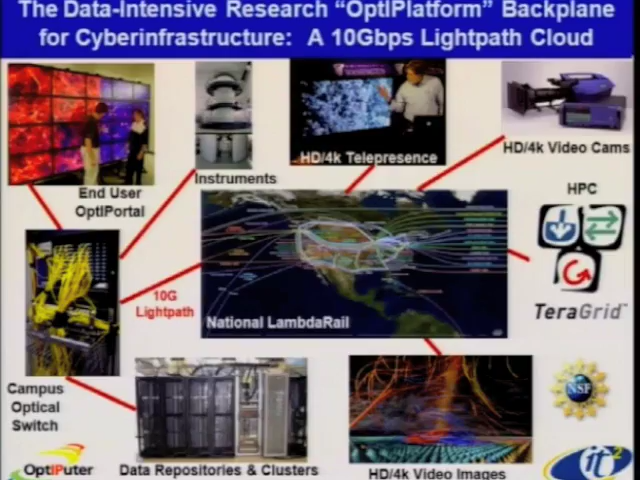 The Data-Intensive Research “OptIPlatform” Backplane
for Cyberinfrastructure: A 10Gbps Lightpath Cloud
HD/4k Telepresence
HD/4k Video Cams
Instruments
End User
OptIPortal
HPC
10G
Lightpath
National LambdaRail
TeraGrid
Campus
Optical
Switch
NSF
OptIPuter
Data Repositories & Clusters
HD/4k Video Images
it2